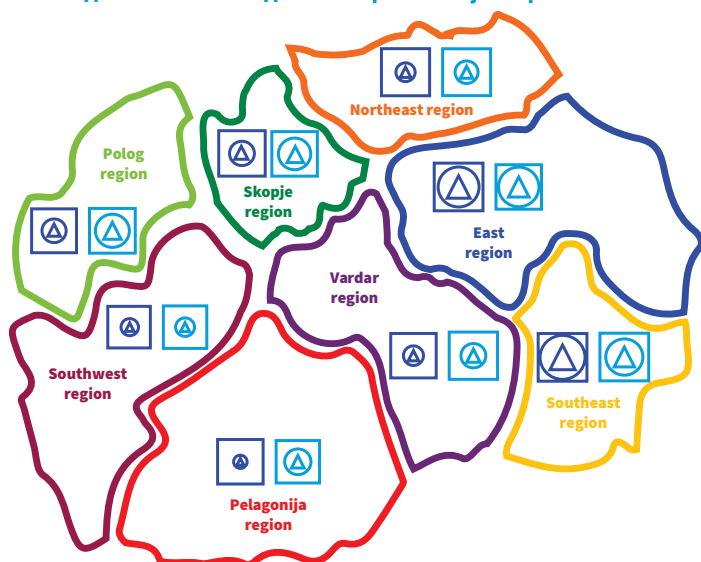 Northeast region
Polog
region
Skopje
region
East
region
Vardar
region
Southwest
region
Southeast
region
Pelagonija
region